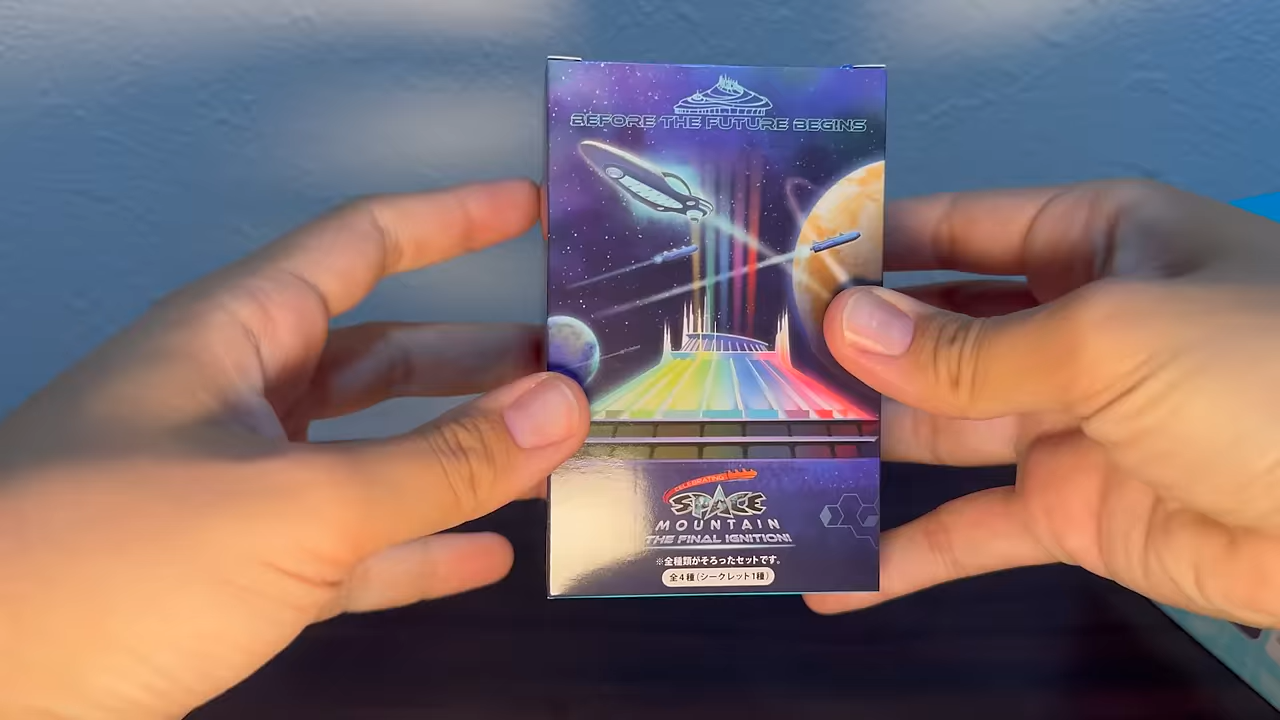 BEFORE THE FUTURE BEGINS
CELEBRATING!
SPACE
MOUNTAIN
THE FINAL IGNITION!
※全種類がそろったセットです。
全4種(シークレット1種)